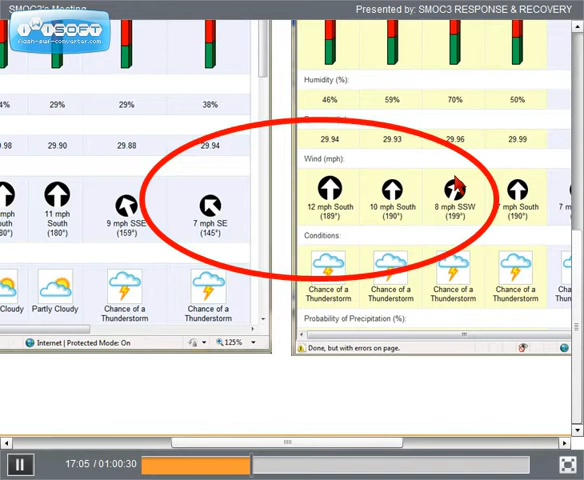 SMOC3's Meeting
Presented by: SMOC3 RESPONSE & RECOVERY
iWiSOFT
flash-swf-converter.com
Humidity (%):
4% 29% 29% 38%
46% 59% 70% 50%
.98 29.90 29.88 29.94
29.94 29.93 29.96 29.99
Wind (mph):
mph
11 mph South (180°)
9 mph SSE (159°)
7 mph SE (145°)
12 mph South (189°)
10 mph South (190°)
8 mph SSW (199°)
7 mph South (190°)
Conditions:
Cloudy
Partly Cloudy
Chance of a Thunderstorm
Chance of a Thunderstorm
Chance of a Thunderstorm
Chance of a Thunderstorm
Chance of a Thunderstorm
Chance of a Thunderstorm
Probability of Precipitation (%):
Internet | Protected Mode: On
125%
Done, but with errors on page.
17:05 / 01:00:30